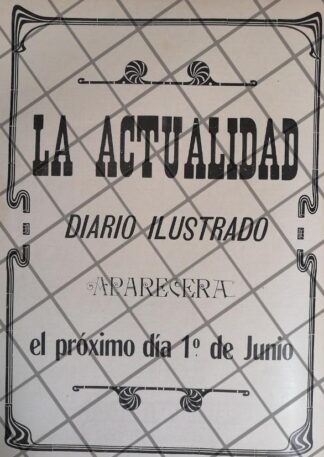 LA ACTUALIDAD
DIARIO ILUSTRADO
APARECERA
el próximo día 1º de Junio